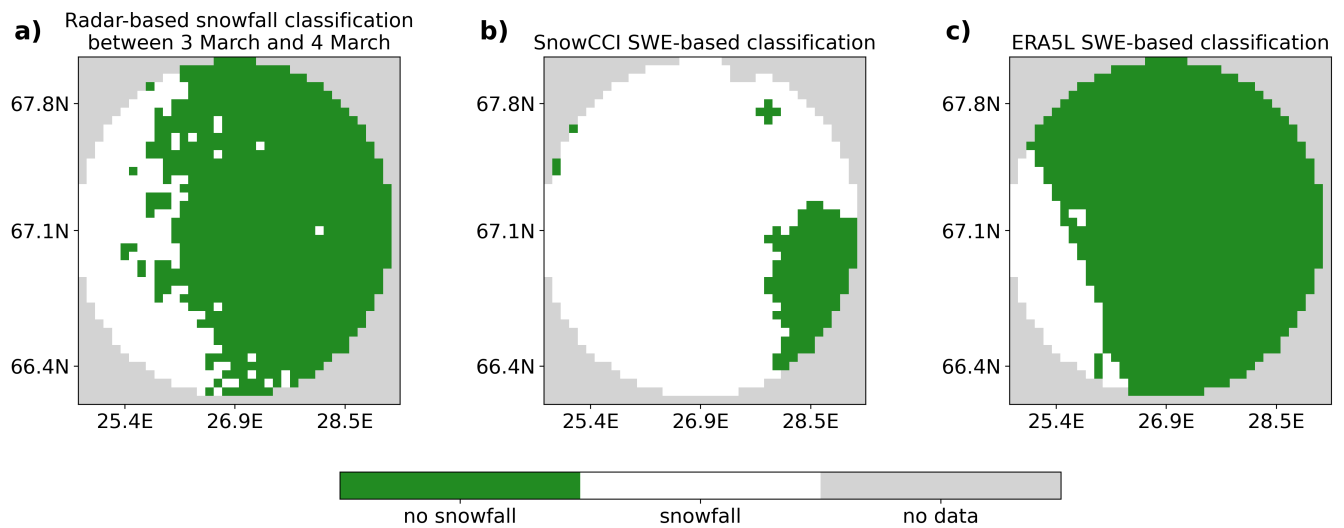 a)
Radar-based snowfall classification
between 3 March and 4 March
67.8N
67.1N
66.4N
25.4E 26.9E 28.5E
b)
SnowCCI SWE-based classification
67.8N
67.1N
66.4N
25.4E 26.9E 28.5E
c)
ERA5L SWE-based classification
67.8N
67.1N
66.4N
25.4E 26.9E 28.5E
no snowfall snowfall no data